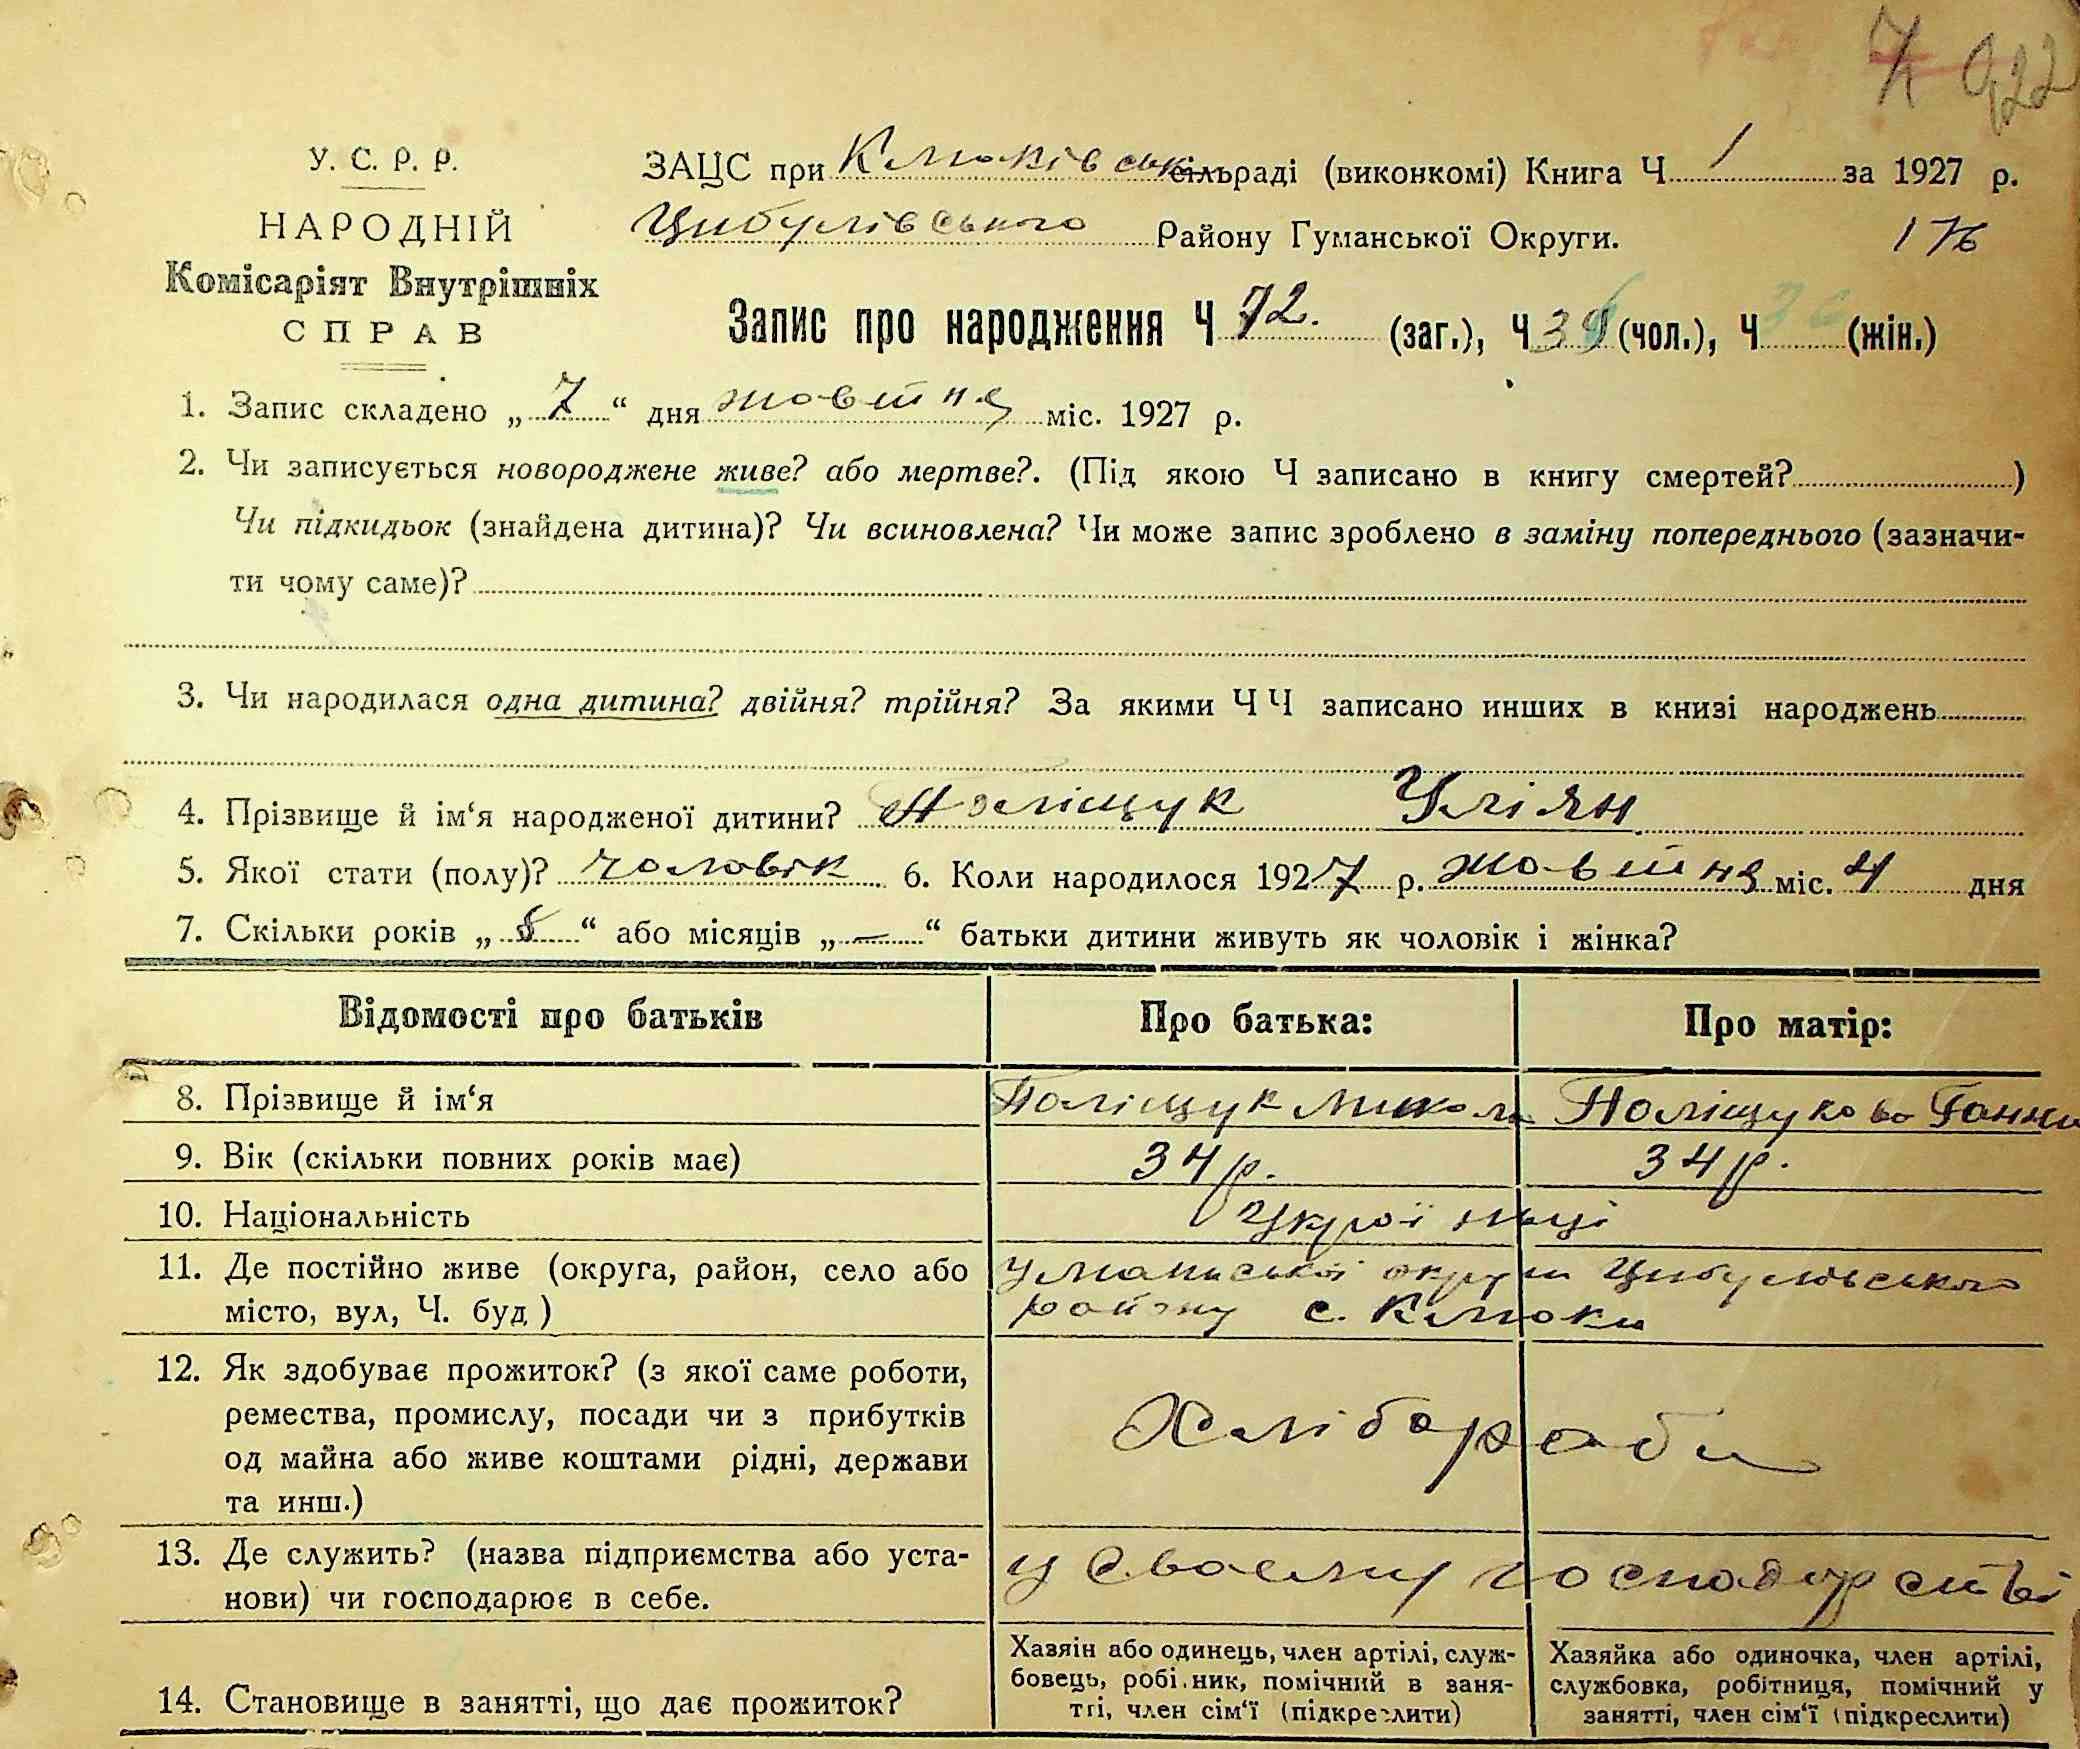 922
У. С. Р. Р.
НАРОДНІЙ
Комісаріят Внутрішніх
СПРАВ
ЗАЦС при Клюківськ сільраді (виконкомі) Книга Ч 1 за 1927 р.
Цибулівського Району Гуманської Округи. 176
Запис про народження Ч 72. (заг.), Ч 36 (чол.), Ч (жін.)
1. Запис складено „ 7 “ дня жовтня міс. 1927 р.
2. Чи записується новороджене живе? або мертве?. (Під якою Ч записано в книгу смертей? )
Чи підкидьок (знайдена дитина)? Чи всиновлена? Чи може запис зроблено в заміну попереднього (зазначи-
ти чому саме)?
3. Чи народилася одна дитина? двійня? трійня? За якими ЧЧ записано инших в книзі народжень
4. Прізвище й ім‘я народженої дитини? Поліщук Уліян
5. Якої стати (полу)? чоловік 6. Коли народилося 1927 р. жовтня міс. 4 дня
7. Скільки років „ “ або місяців „ — “ батьки дитини живуть як чоловік і жінка?
Відомості про батьків Про батька: Про матір:
8. Прізвище й ім‘я Поліщук Микола Поліщукова Ганна
9. Вік (скільки повних років має) 34 р. 34 р.
10. Національність Українці
11. Де постійно живе (округа, район, село або Уманської округи Цибулівського
місто, вул, Ч. буд ) району с. Клюки
12. Як здобуває прожиток? (з якої саме роботи,
ремества, промислу, посади чи з прибутків
од майна або живе коштами рідні, держави
та инш.)
Хлібороби
13. Де служить? (назва підприємства або уста-
нови) чи господарює в себе.
у своєму господарстві
14. Становище в занятті, що дає прожиток?
Хазяін або одинець, член артілі, служ-
бовець, робі.ник, помічний в заня-
тті, член сім‘ї (підкреслити)
Хазяйка або одиночка, член артілі,
службовка, робітниця, помічний у
занятті, член сім‘ї (підкреслити)